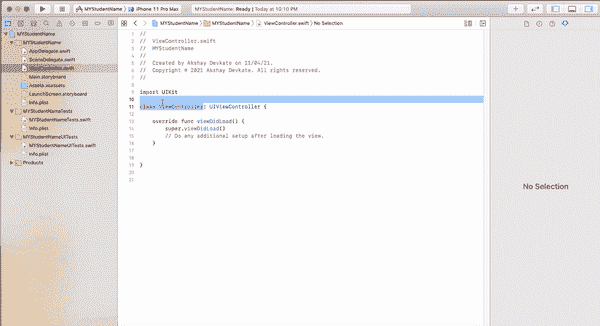 MYStudentName
iPhone 11 Pro Max
MYStudentName: Ready | Today at 10:10 PM
MYStudentName
MYStudentName
ViewController.swift
No Selection
MYStudentName
MYStudentName
AppDelegate.swift
SceneDelegate.swift
ViewController.swift
Main.storyboard
Assets.xcassets
LaunchScreen.storyboard
Info.plist
MYStudentNameTests
MYStudentNameTests.swift
Info.plist
MYStudentNameUITests
MYStudentNameUITests.swift
Info.plist
Products
1 //
2 // ViewController.swift
3 // MYStudentName
4 //
5 // Created by Akshay Devkate on 11/04/21.
6 // Copyright © 2021 Akshay Devkate. All rights reserved.
7 //
8
9 import UIKit
10
11 class ViewController: UIViewController {
12
13 override func viewDidLoad() {
14 super.viewDidLoad()
15 // Do any additional setup after loading the view.
16 }
17
18
19 }
20
21
No Selection